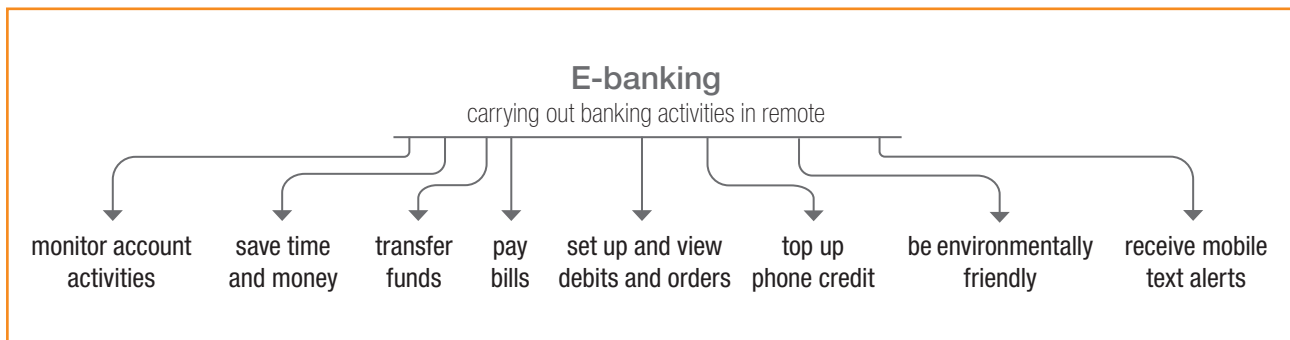 E-banking
carrying out banking activities in remote
monitor account
activities
save time
and money
transfer
funds
pay
bills
set up and view
debits and orders
top up
phone credit
be environmentally
friendly
receive mobile
text alerts